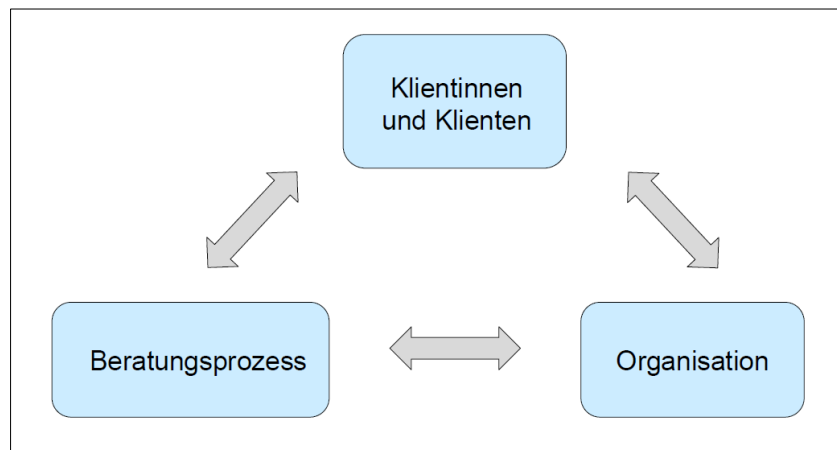 Klientinnen
und Klienten
Beratungsprozess
Organisation